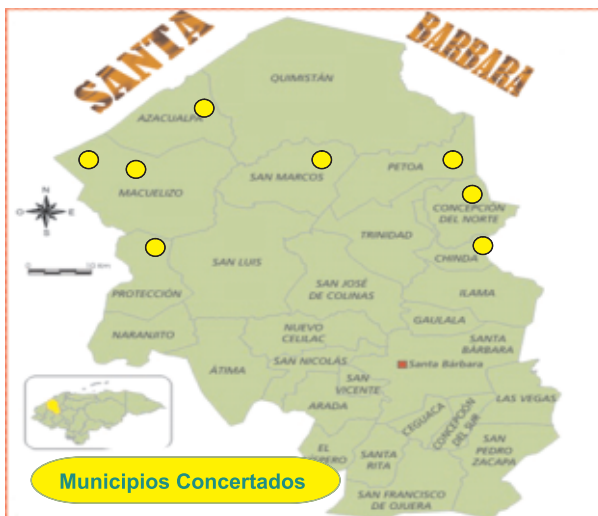 SANTA
BARBARA
QUIMISTÁN
AZACUALPA
MACUELIZO
SAN MARCOS
PETOA
CONCEPCIÓN
DEL NORTE
TRINIDAD
CHINDA
SAN LUIS
N
O
E
S
0
10 Km
PROTECCIÓN
SAN JOSÉ
DE COLINAS
ILAMA
GAULALA
NARANJITO
NUEVO
CELILAC
SANTA
BÁRBARA
ÁTIMA
SAN NICOLÁS
Santa Bárbara
SAN
VICENTE
ARADA
LAS VEGAS
CEGUACA
CONCEPCIÓN
DEL SUR
EL
SANTA
RITA
SAN
PEDRO
ZACAPA
SAN FRANCISCO
DE OJUERA
Municipios Concertados